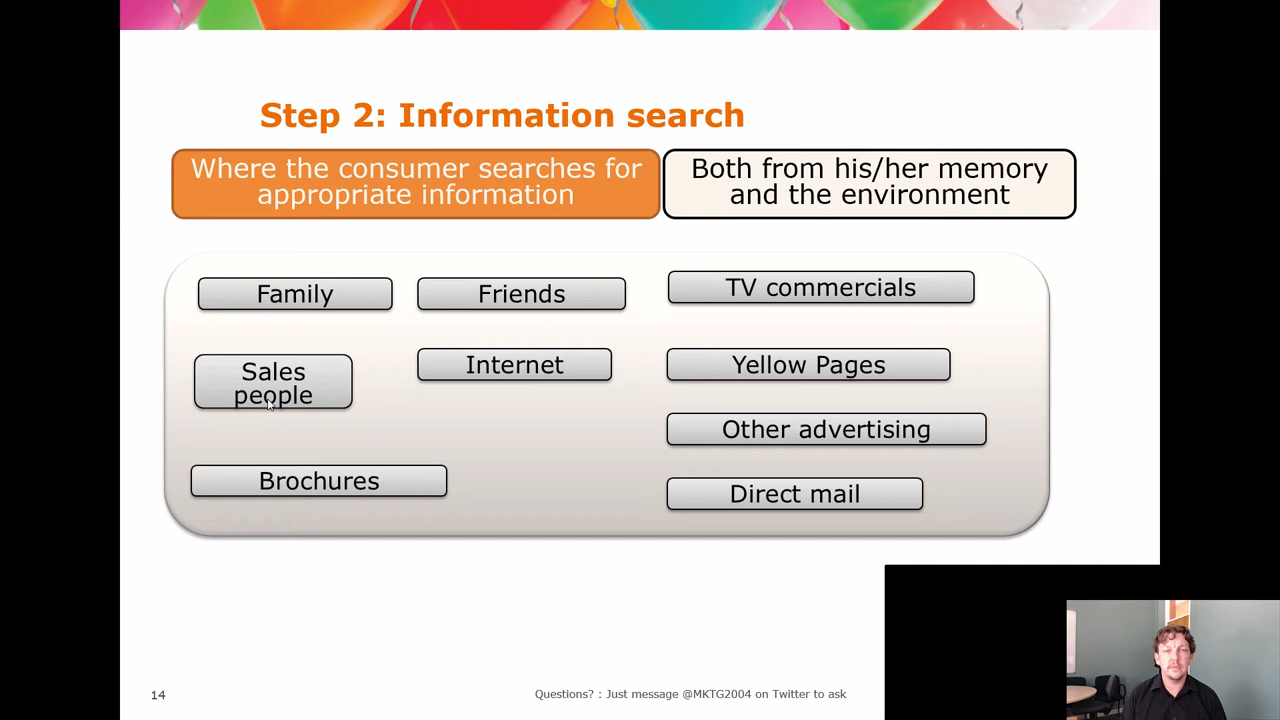 Step 2: Information search
Where the consumer searches for
appropriate information
Both from his/her memory
and the environment
Family
Friends
TV commercials
Sales
people
Internet
Yellow Pages
Other advertising
Brochures
Direct mail
14
Questions? : Just message @MKTG2004 on Twitter to ask